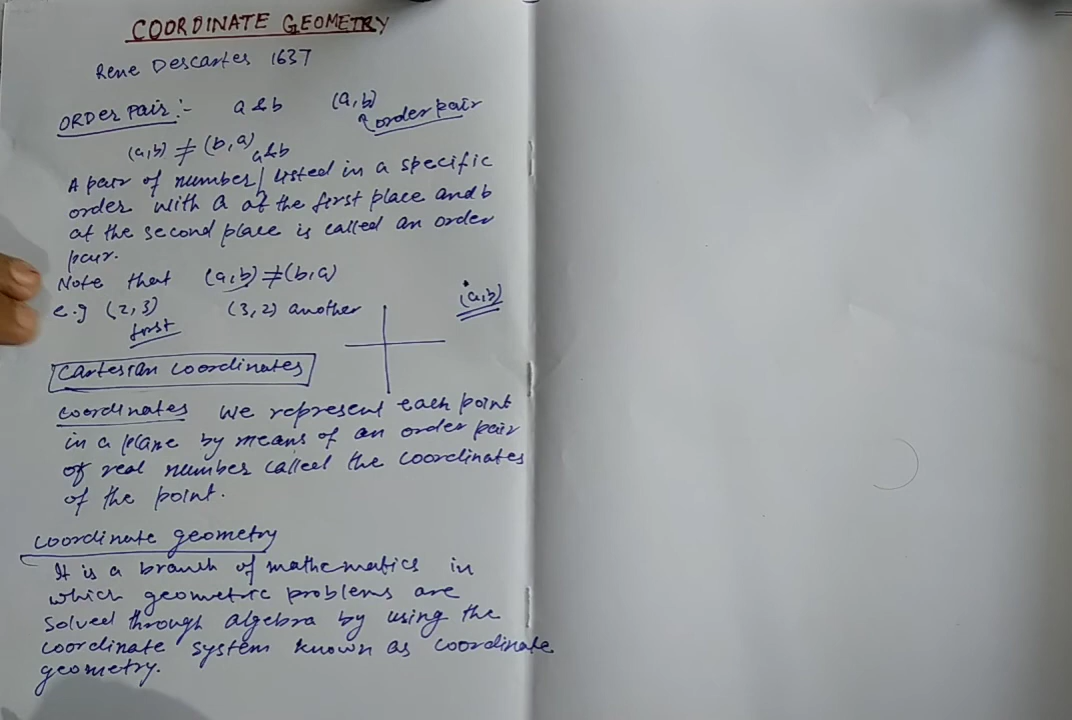 COORDINATE GEOMETRY
Rene Descartes 1637
ORDER PAIR :- a & b (a,b)
order pair
(a,b) ≠ (b,a)
a & b
A pair of number listed in a specific
order with a at the first place and b
at the second place is called an order
pair.
Note that (a,b) ≠ (b,a)
e.g (2,3) (3,2) another (a,b)
first
Cartesian coordinates
coordinates We represent each point
in a plane by means of an order pair
of real number called the coordinates
of the point.
coordinate geometry
It is a branch of mathematics in
which geometric problems are
solved through algebra by using the
coordinate system known as coordinate
geometry.